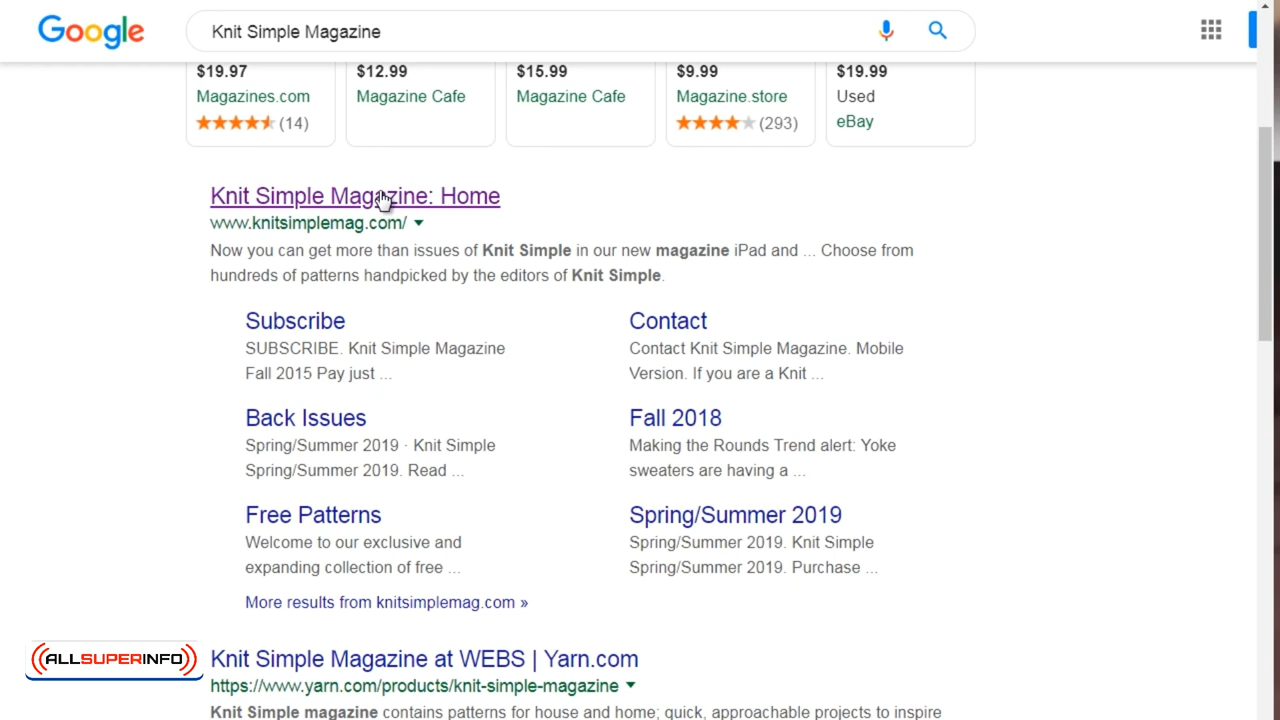 Google
Knit Simple Magazine
$19.97 $12.99 $15.99 $9.99 $19.99
Magazines.com Magazine Cafe Magazine Cafe Magazine.store Used
(14) (293) eBay
Knit Simple Magazine: Home
www.knitsimplemag.com/
Now you can get more than issues of Knit Simple in our new magazine iPad and ... Choose from
hundreds of patterns handpicked by the editors of Knit Simple.
Subscribe Contact
SUBSCRIBE. Knit Simple Magazine Contact Knit Simple Magazine. Mobile
Fall 2015 Pay just ... Version. If you are a Knit ...
Back Issues Fall 2018
Spring/Summer 2019 · Knit Simple Making the Rounds Trend alert: Yoke
Spring/Summer 2019. Read ... sweaters are having a ...
Free Patterns Spring/Summer 2019
Welcome to our exclusive and Spring/Summer 2019. Knit Simple
expanding collection of free ... Spring/Summer 2019. Purchase ...
More results from knitsimplemag.com »
ALLSUPERINFO
Knit Simple Magazine at WEBS | Yarn.com
https://www.yarn.com/products/knit-simple-magazine
Knit Simple magazine contains patterns for house and home; quick, approachable projects to inspire